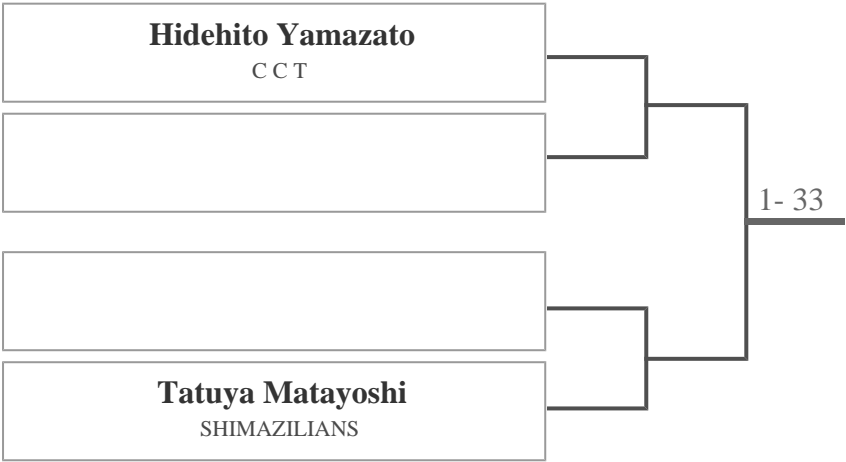 Hidehito Yamazato
C C T
1- 33
Tatuya Matayoshi
SHIMAZILIANS